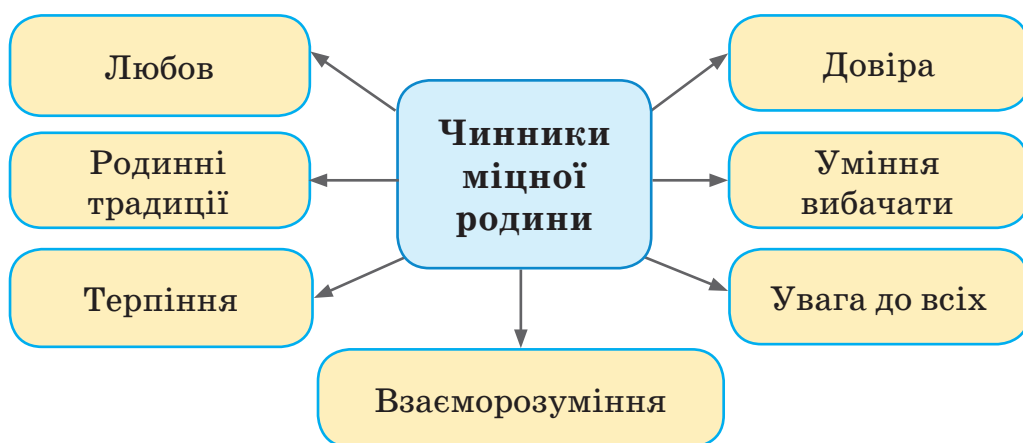 Любов
Довіра
Чинники
міцної
родини
Родинні
традиції
Уміння
вибачати
Терпіння
Увага до всіх
Взаєморозуміння